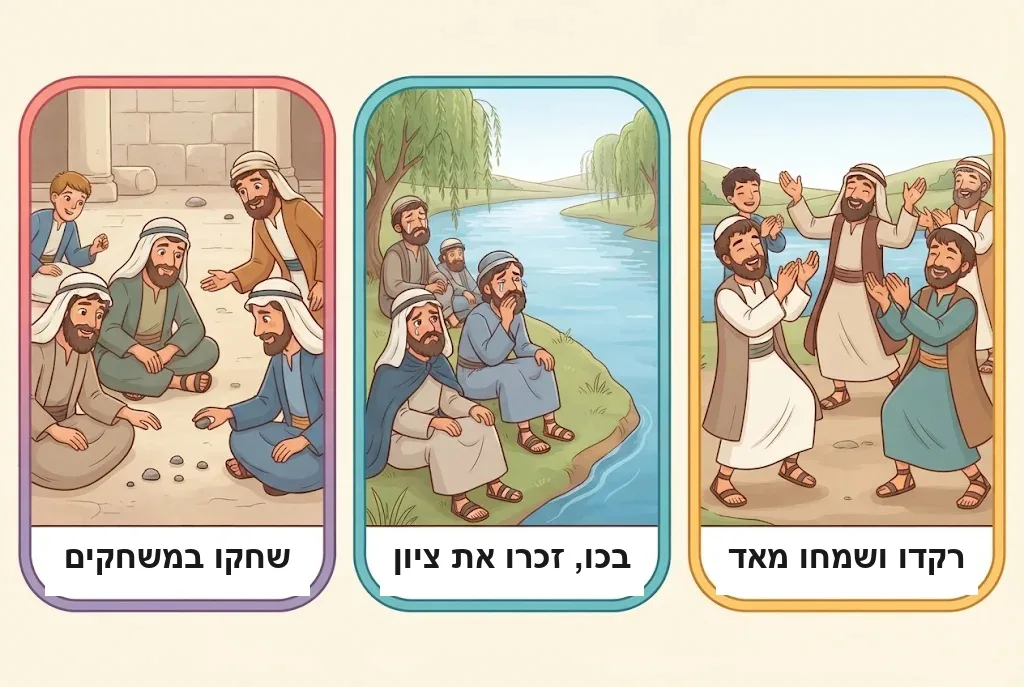 רקדו ושמחו מאד
בכו, זכרו את ציון
שחקו במשחקים